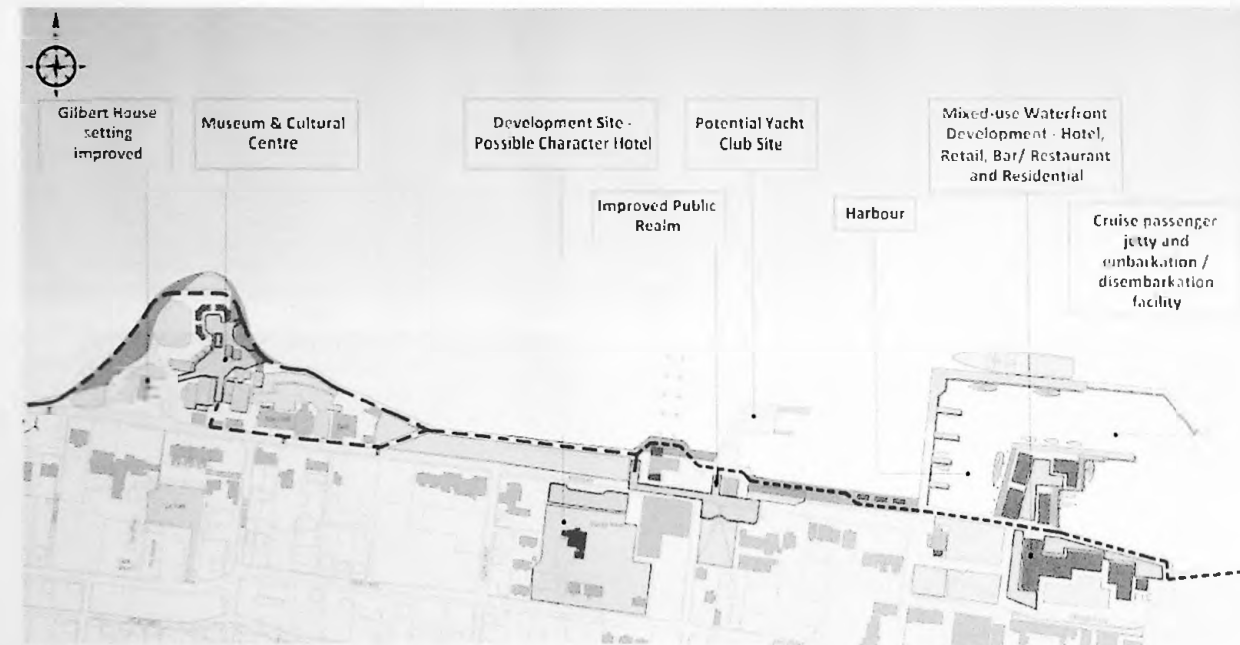 Gilbert House
setting
improved
Museum & Cultural
Centre
Development Site -
Possible Character Hotel
Potential Yacht
Club Site
Mixed-use Waterfront
Development - Hotel,
Retail, Bar/ Restaurant
and Residential
Improved Public
Realm
Harbour
Cruise passenger
jetty and
embarkation /
disembarkation
facility